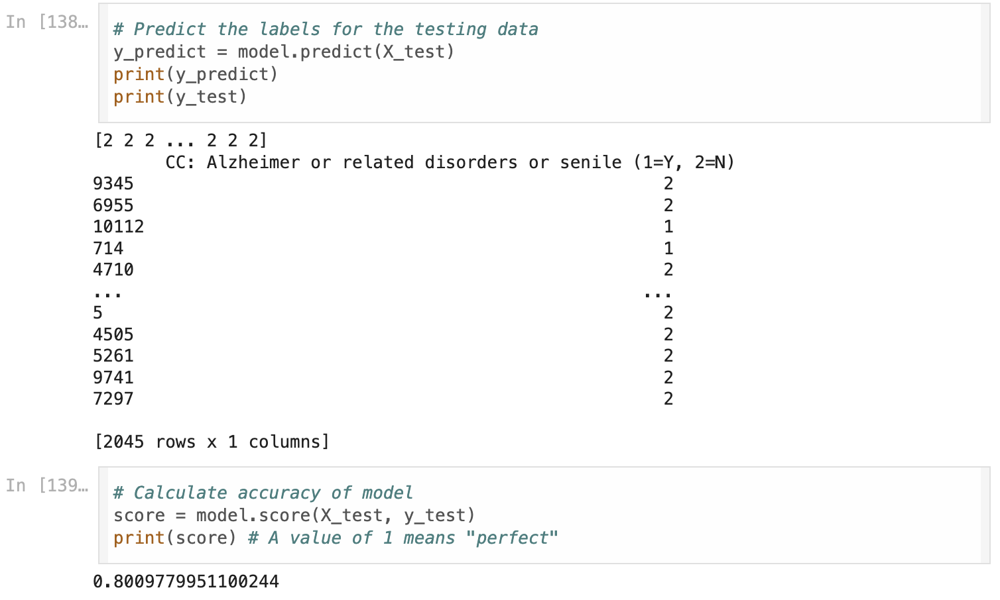 In [138…
# Predict the labels for the testing data
y_predict = model.predict(X_test)
print(y_predict)
print(y_test)
[2 2 2 ... 2 2 2]
CC: Alzheimer or related disorders or senile (1=Y, 2=N)
9345 2
6955 2
10112 1
714 1
4710 2
... ...
5 2
4505 2
5261 2
9741 2
7297 2
[2045 rows x 1 columns]
In [139…
# Calculate accuracy of model
score = model.score(X_test, y_test)
print(score) # A value of 1 means "perfect"
0.8009779951100244